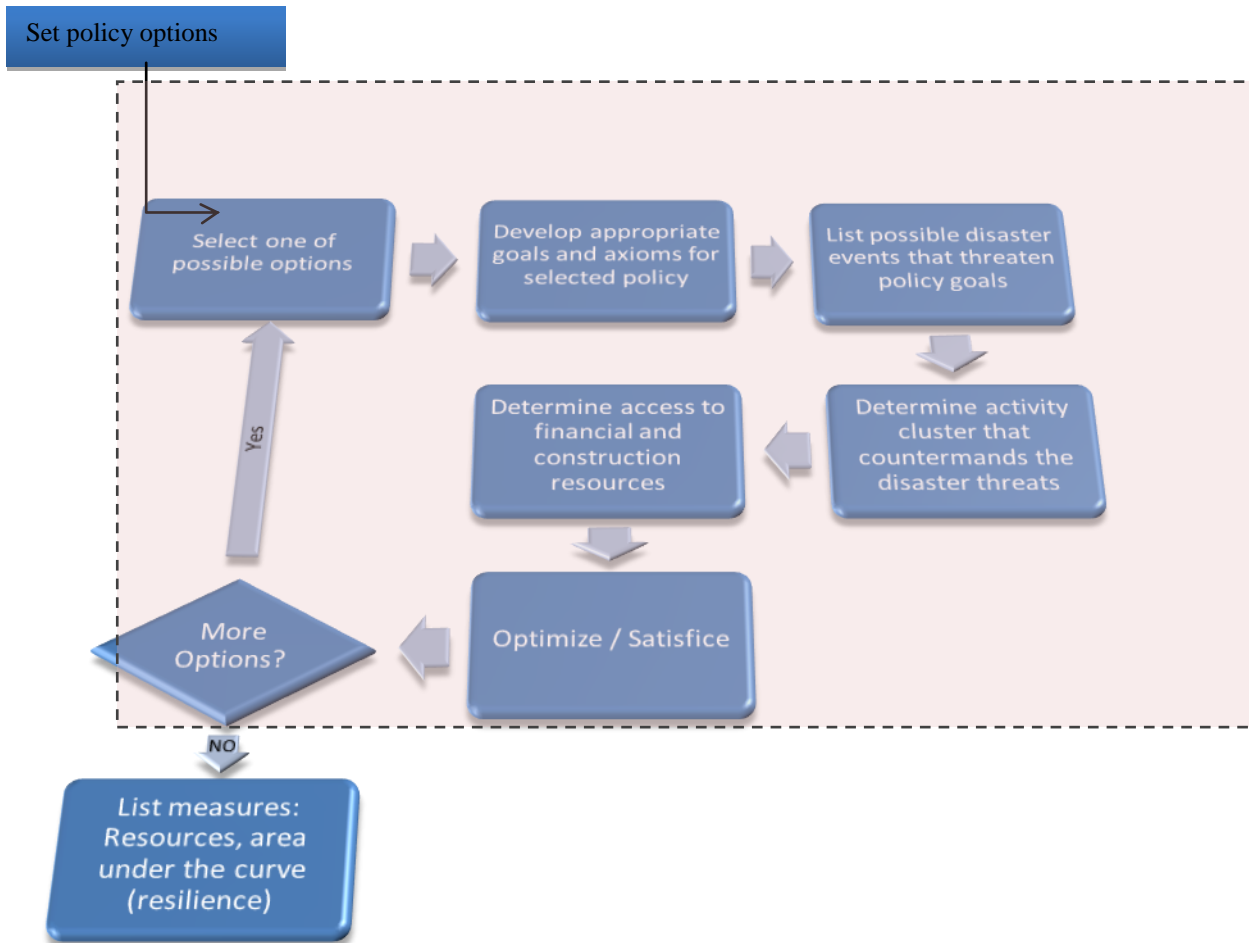 Set policy options
Select one of
possible options
Develop appropriate
goals and axioms for
selected policy
List possible disaster
events that threaten
policy goals
Determine activity
cluster that
countermands the
disaster threats
Determine access to
financial and
construction
resources
Optimize / Satisfice
More
Options?
Yes
NO
List measures:
Resources, area
under the curve
(resilience)